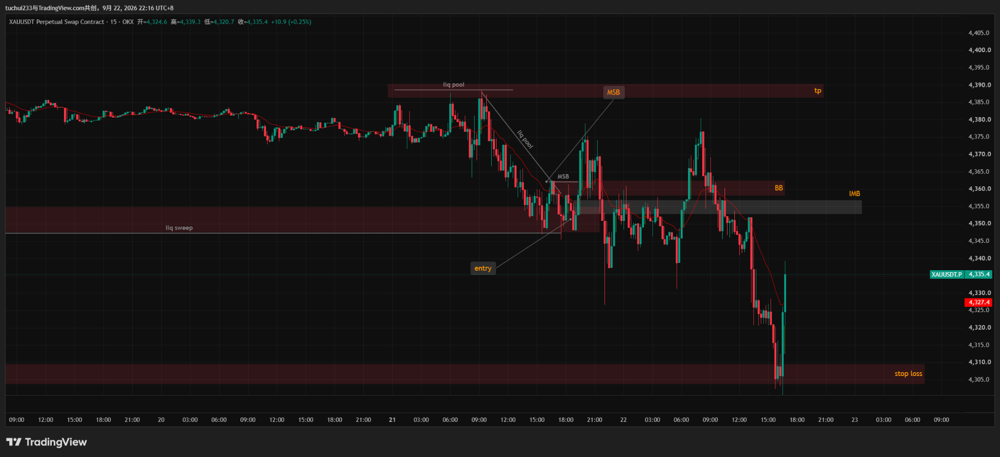 tuchui233与TradingView.com共创，9月 22, 2026 22:16 UTC+8
XAUUSDT Perpetual Swap Contract · 15 · OKX 开=4,324.6 高=4,339.3 低=4,320.7 收=4,335.4 +10.9 (+0.25%)
4,405.0
4,400.0
4,395.0
4,390.0
4,385.0
4,380.0
4,375.0
4,370.0
4,365.0
4,360.0
4,355.0
4,350.0
4,345.0
4,340.0
XAUUSDT.P 4,335.4
4,330.0
4,327.4
4,325.0
4,320.0
4,315.0
4,310.0
4,305.0
liq pool
tp
MSB
liq pool
MSB
BB
IMB
liq sweep
entry
stop loss
09:00 12:00 15:00 18:00 21:00 20 03:00 06:00 09:00 12:00 15:00 18:00 21:00 21 03:00 06:00 09:00 12:00 15:00 18:00 21:00 22 03:00 06:00 09:00 12:00 15:00 18:00 21:00 23 03:00 06:00 09:00
TradingView